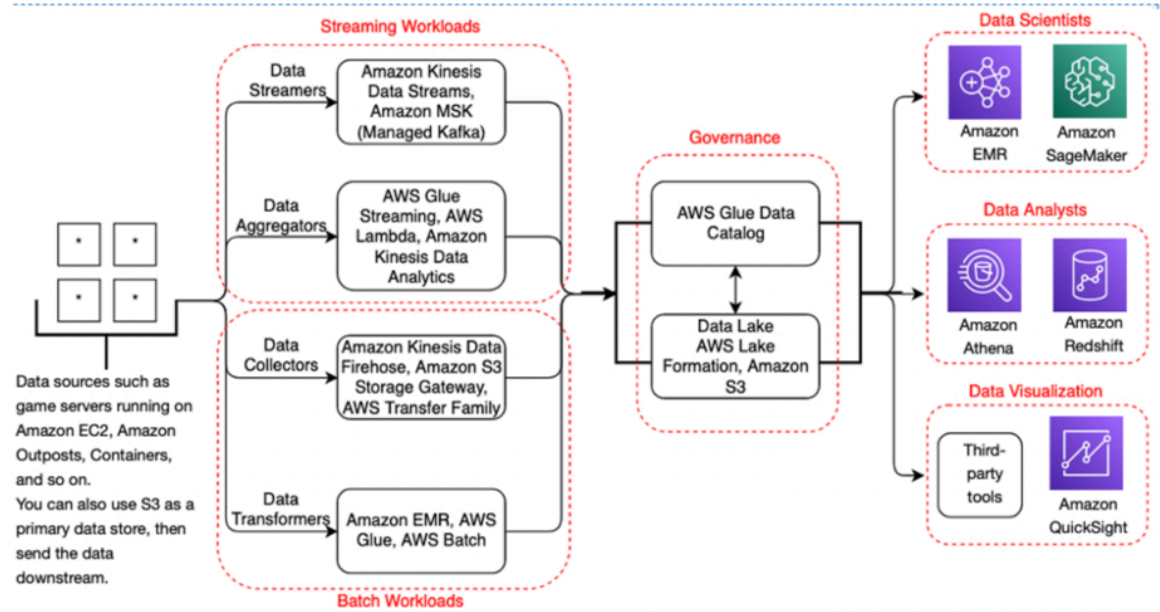 Streaming Workloads
Data
Streamers
Amazon Kinesis
Data Streams,
Amazon MSK
(Managed Kafka)
Data
Aggregators
AWS Glue
Streaming, AWS
Lambda, Amazon
Kinesis Data
Analytics
* *
* *
Data sources such as
game servers running on
Amazon EC2, Amazon
Outposts, Containers,
and so on.
You can also use S3 as a
primary data store, then
send the data
downstream.
Data
Collectors
Amazon Kinesis Data
Firehose, Amazon S3
Storage Gateway,
AWS Transfer Family
Data
Transformers
Amazon EMR, AWS
Glue, AWS Batch
Batch Workloads
Governance
AWS Glue Data
Catalog
Data Lake
AWS Lake
Formation, Amazon
S3
Data Scientists
Amazon
EMR
Amazon
SageMaker
Data Analysts
Amazon
Athena
Amazon
Redshift
Data Visualization
Third-
party
tools
Amazon
QuickSight